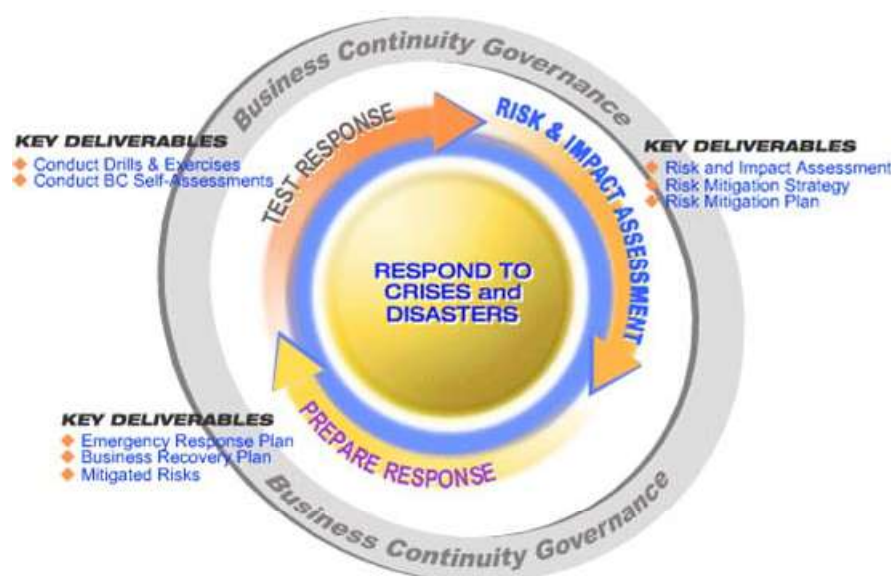 Business Continuity Governance
TEST RESPONSE
RISK & IMPACT ASSESSMENT
KEY DELIVERABLES
Conduct Drills & Exercises
Conduct BC Self-Assessments
KEY DELIVERABLES
Risk and Impact Assessment
Risk Mitigation Strategy
Risk Mitigation Plan
RESPOND TO
CRISES and
DISASTERS
KEY DELIVERABLES
Emergency Response Plan
Business Recovery Plan
Mitigated Risks
PREPARE RESPONSE
Business Continuity Governance